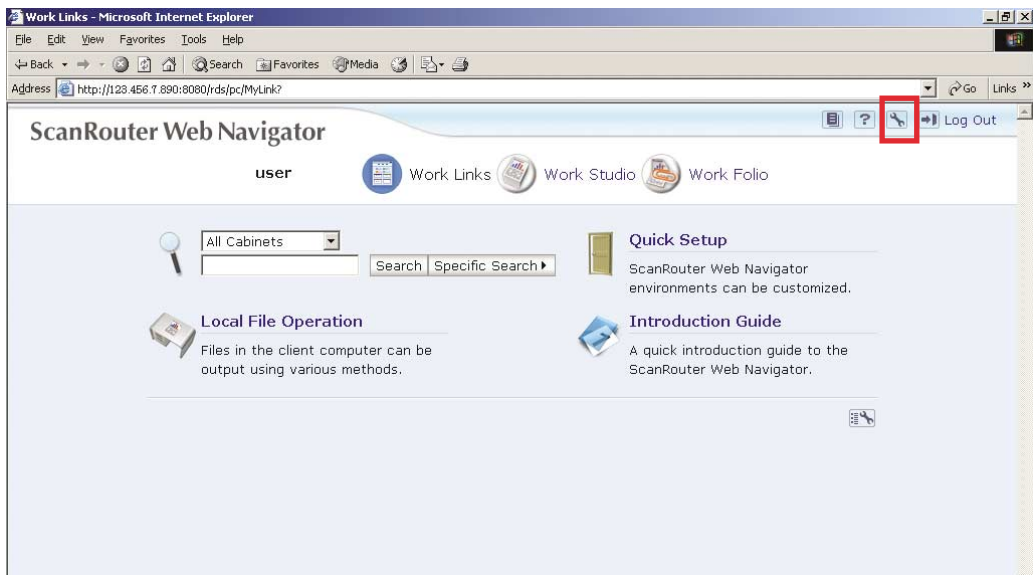 Work Links - Microsoft Internet Explorer
File Edit View Favorites Tools Help
Back Search Favorites Media
Address http://123.456.7.890:8080/rds/pc/MyLink? Go Links »
ScanRouter Web Navigator
? Log Out
user Work Links Work Studio Work Folio
All Cabinets
Search Specific Search
Quick Setup
ScanRouter Web Navigator
environments can be customized.
Local File Operation
Files in the client computer can be
output using various methods.
Introduction Guide
A quick introduction guide to the
ScanRouter Web Navigator.